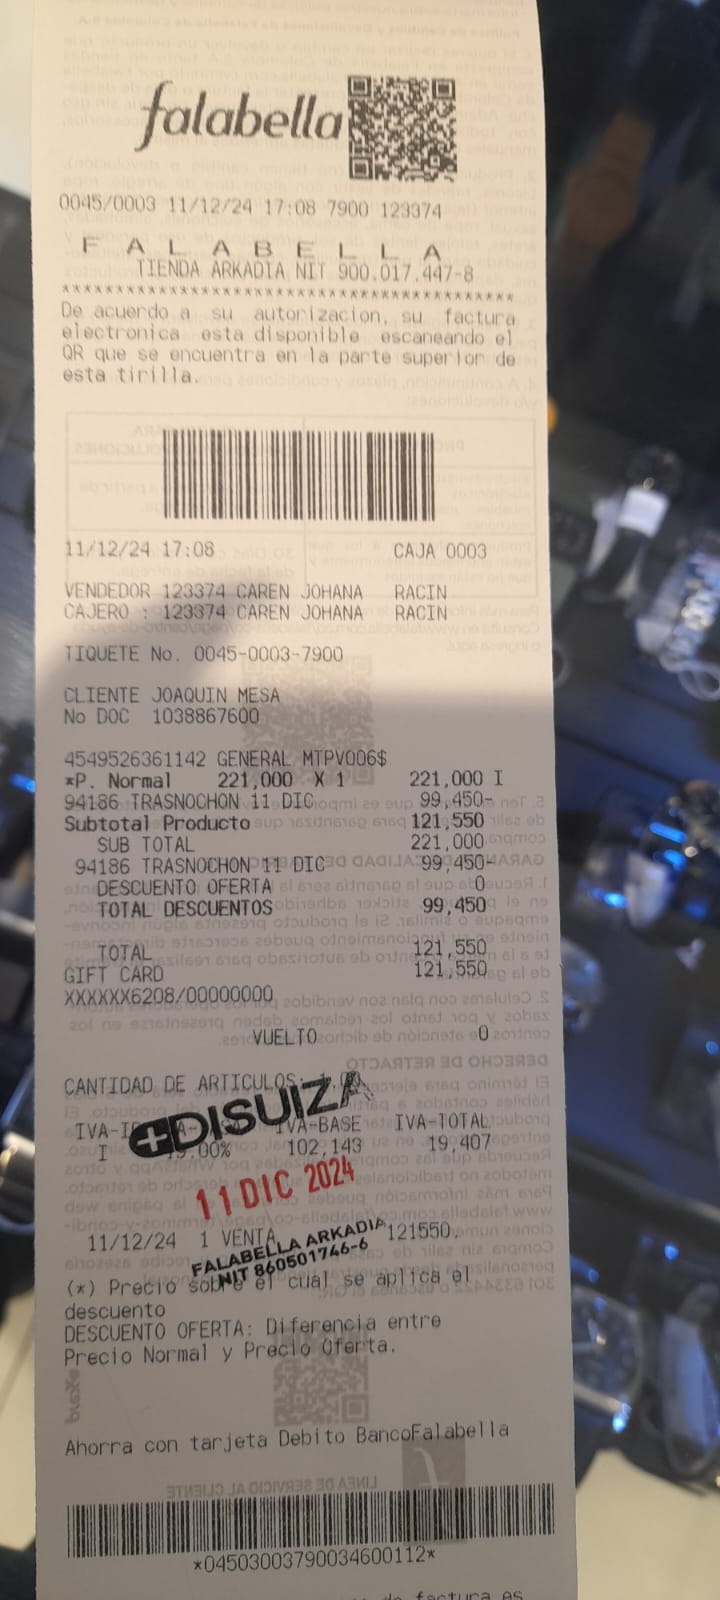 falabella
0045/0003 11/12/24 17:08 7900 123374
F A L A B E L L A
TIENDA ARKADIA NIT 900.017.447-8
*******************************************
De acuerdo a su autorizacion, su factura
electronica esta disponible escaneando el
QR que se encuentra en la parte superior de
esta tirilla.
11/12/24 17:08 CAJA 0003
VENDEDOR 123374 CAREN JOHANA RACIN
CAJERO : 123374 CAREN JOHANA RACIN
TIQUETE No. 0045-0003-7900
CLIENTE JOAQUIN MESA
No DOC 1038867600
4549526361142 GENERAL MTPV006$
*P. Normal 221,000 X 1 221,000 I
94186 TRASNOCHON 11 DIC 99,450-
Subtotal Producto 121,550
SUB TOTAL 221,000
94186 TRASNOCHON 11 DIC 99,450-
DESCUENTO OFERTA 0
TOTAL DESCUENTOS 99,450
TOTAL 121,550
GIFT CARD 121,550
XXXXXX6208/00000000
VUELTO 0
CANTIDAD DE ARTICULOS:
DISUIZA
IVA-BASE IVA-TOTAL
I 19.00% 102,143 19,407
11 DIC 2024
11/12/24 1 VENTA 121550.
FALABELLA ARKADIA
NIT 860501746-6
(*) Precio sobre el cual se aplica el
descuento
DESCUENTO OFERTA: Diferencia entre
Precio Normal y Precio Oferta.
Ahorra con tarjeta Debito BancoFalabella
*04503003790034600112*
factura es